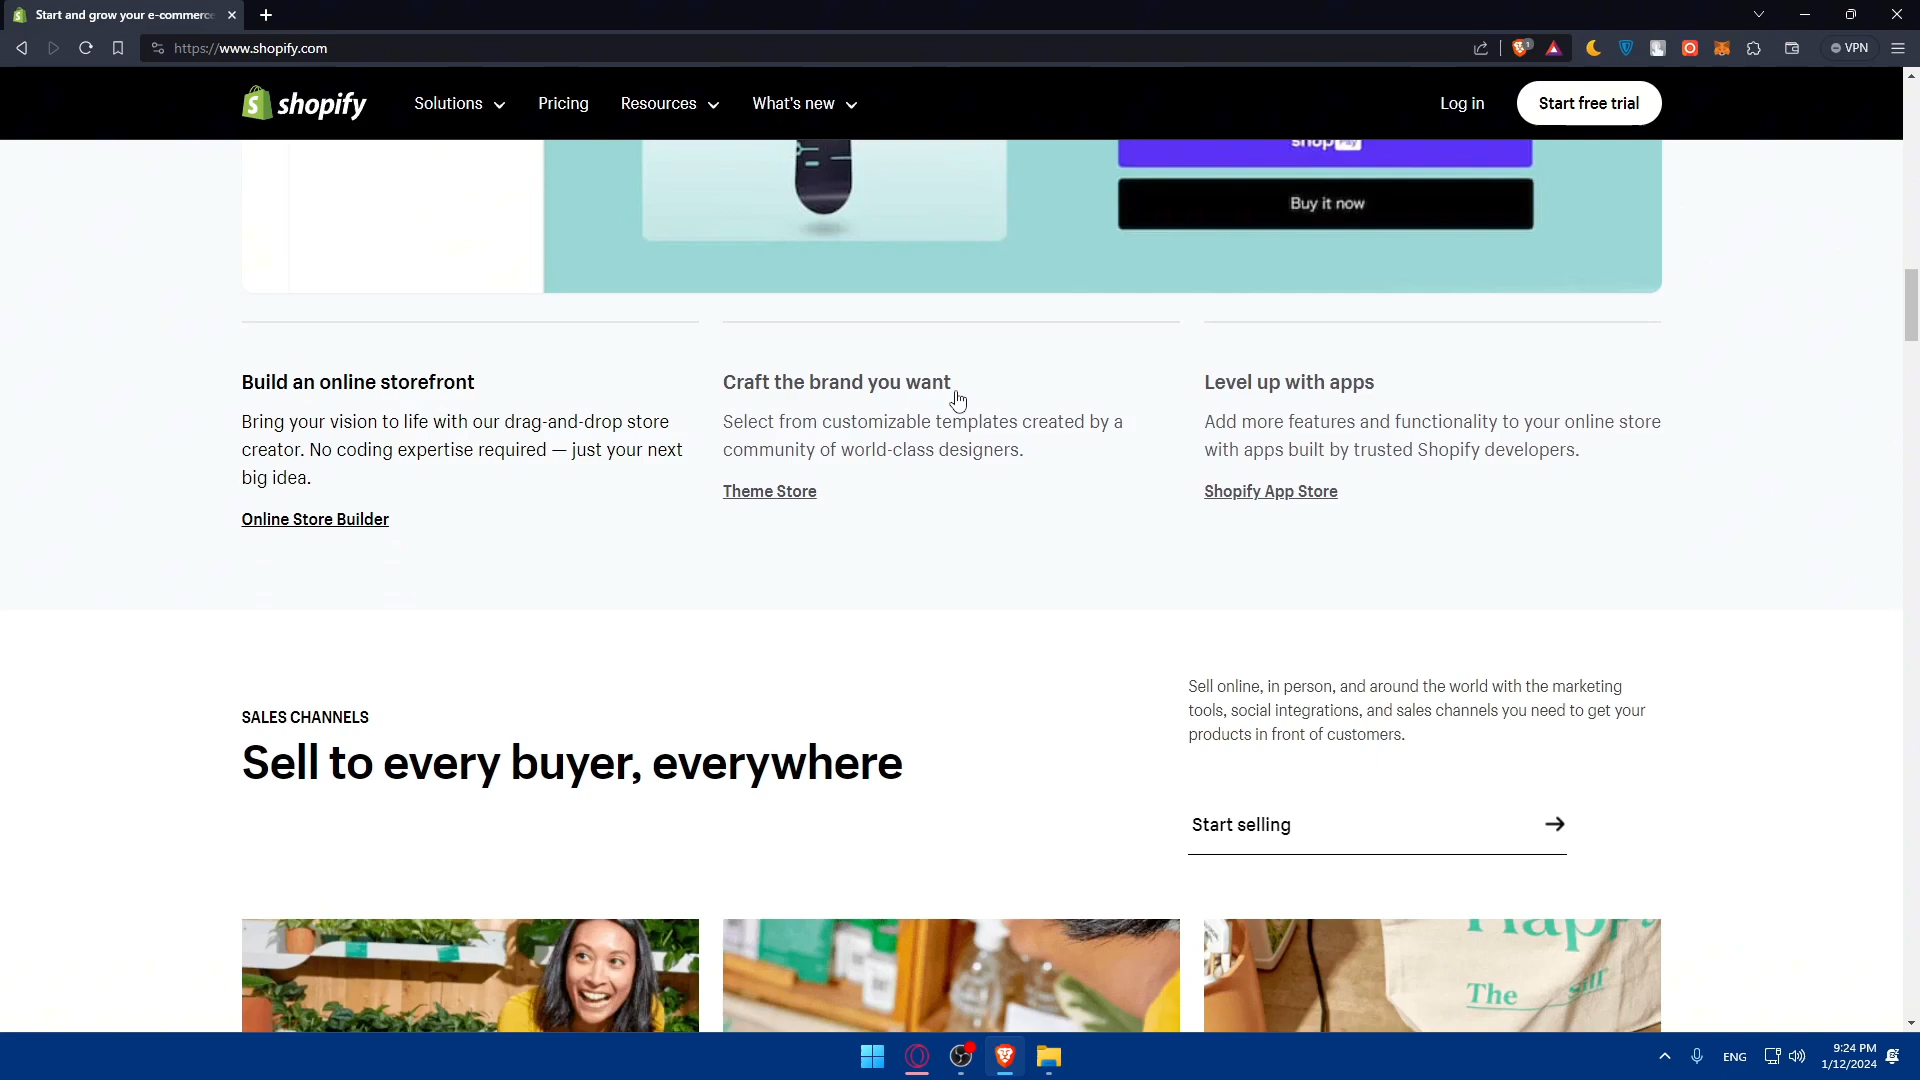 Start and grow your e-commerce
https://www.shopify.com
1
VPN
shopify
Solutions
Pricing
Resources
What's new
Log in
Start free trial
shop Pay
Buy it now
Build an online storefront
Bring your vision to life with our drag-and-drop store
creator. No coding expertise required — just your next
big idea.
Online Store Builder
Craft the brand you want
Select from customizable templates created by a
community of world-class designers.
Theme Store
Level up with apps
Add more features and functionality to your online store
with apps built by trusted Shopify developers.
Shopify App Store
SALES CHANNELS
Sell to every buyer, everywhere
Sell online, in person, and around the world with the marketing
tools, social integrations, and sales channels you need to get your
products in front of customers.
Start selling
The
sill
ENG
9:24 PM
1/12/2024